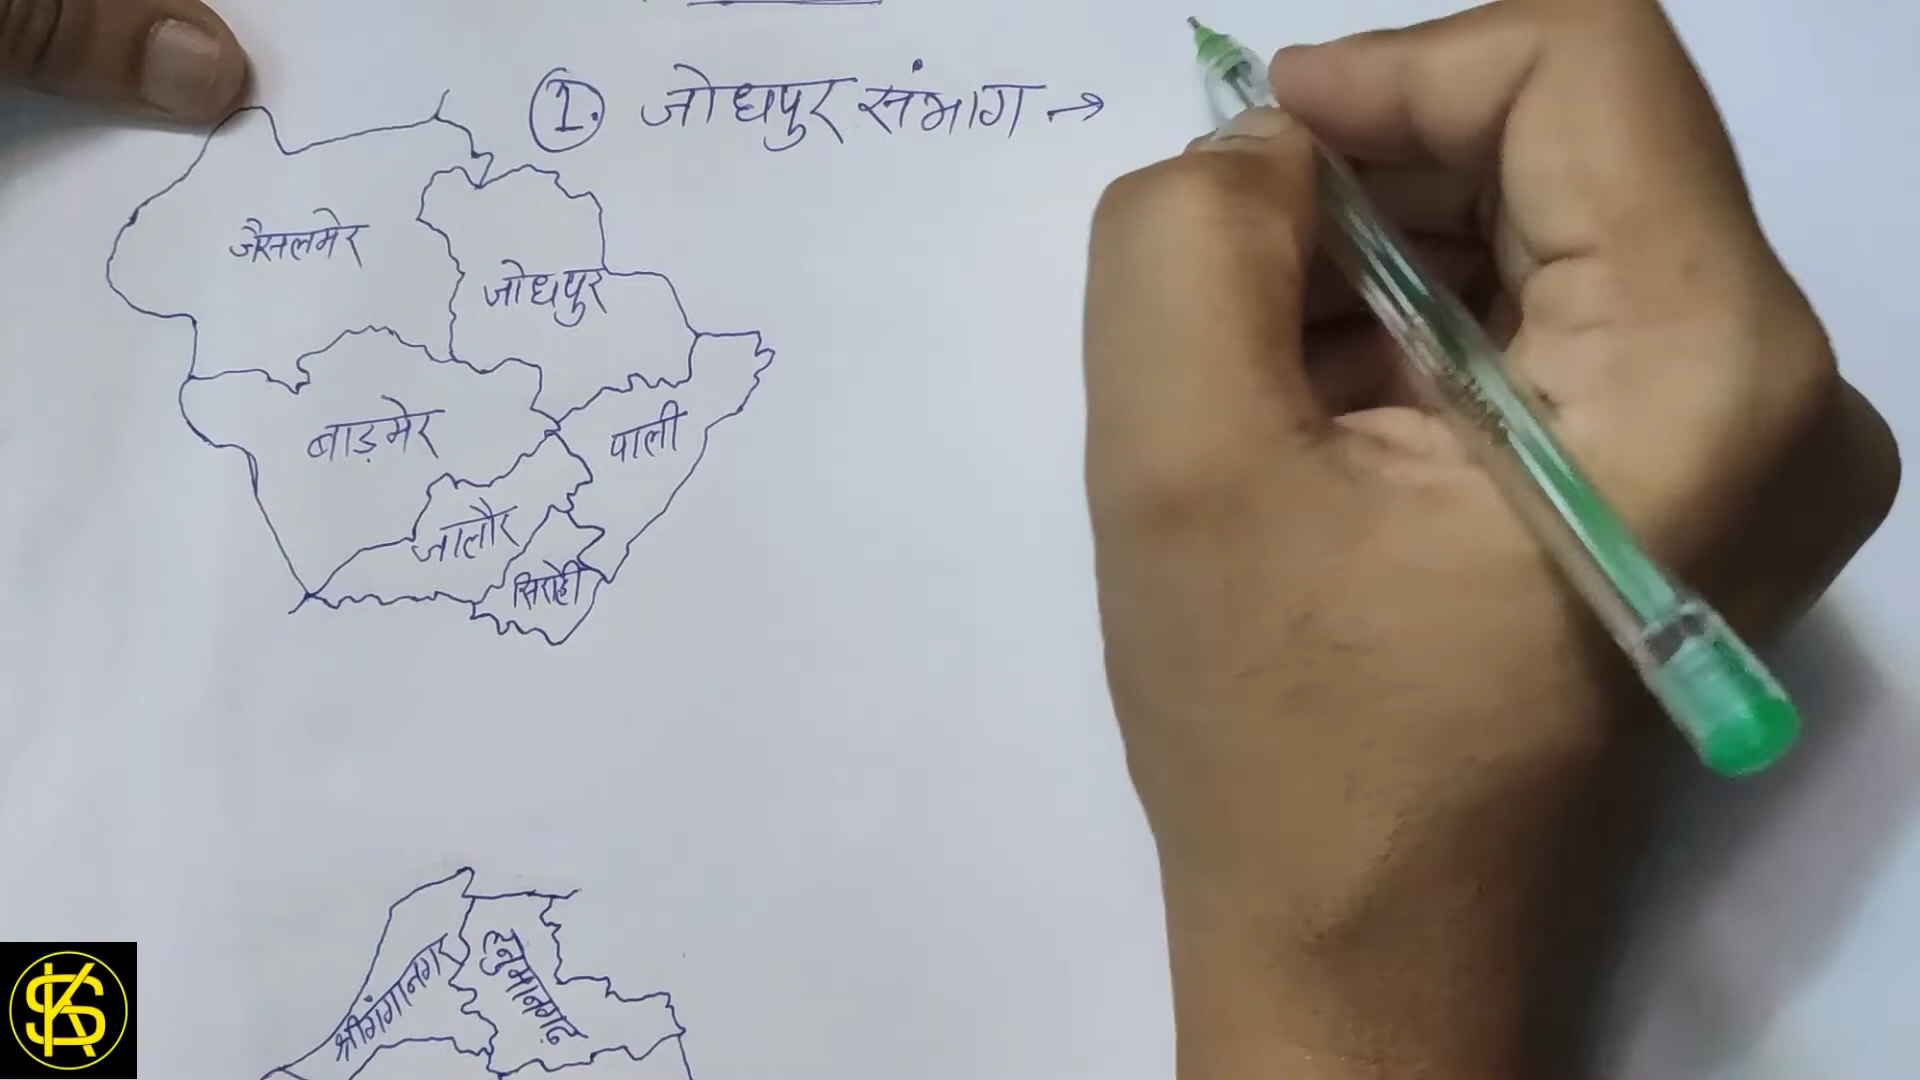 1. जोधपुर संभाग →
जैसलमेर
जोधपुर
बाड़मेर
पाली
जालौर
सिरोही
श्रीगंगानगर
हनुमानगढ़